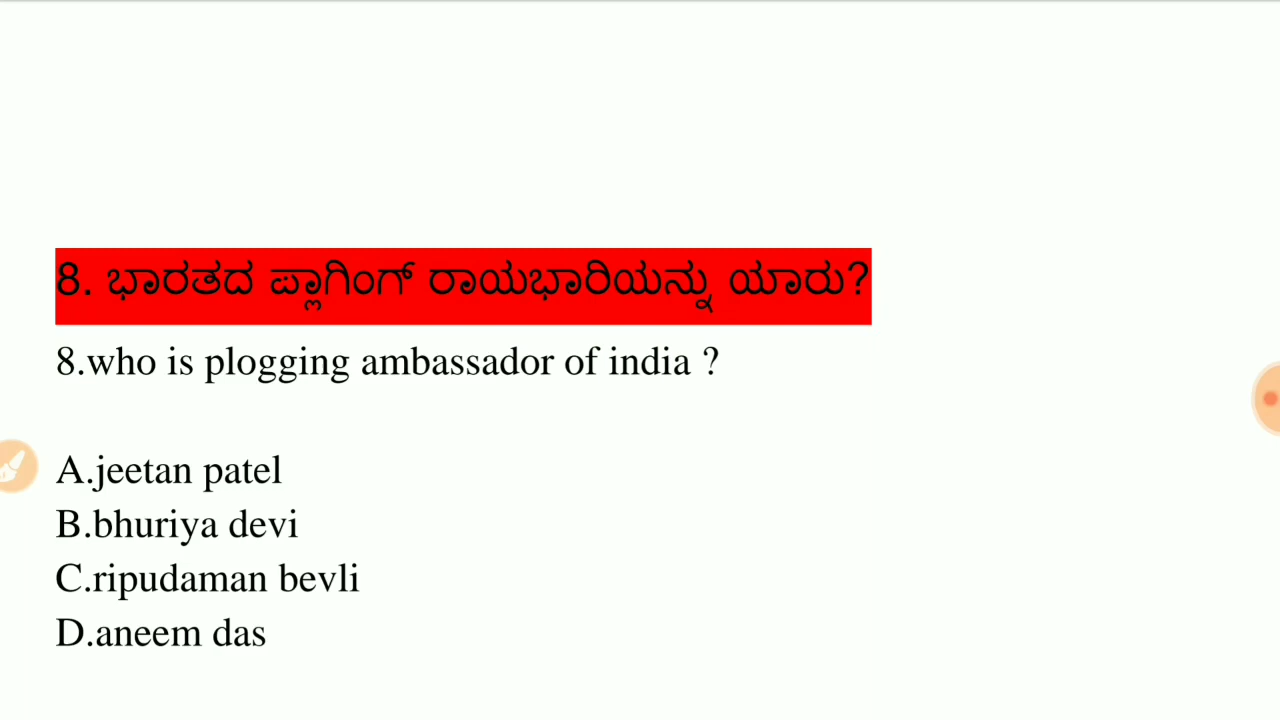 8. ಭಾರತದ ಪ್ಲಾಗಿಂಗ್ ರಾಯಭಾರಿಯನ್ನು ಯಾರು?
8.who is plogging ambassador of india ?
A.jeetan patel
B.bhuriya devi
C.ripudaman bevli
D.aneem das